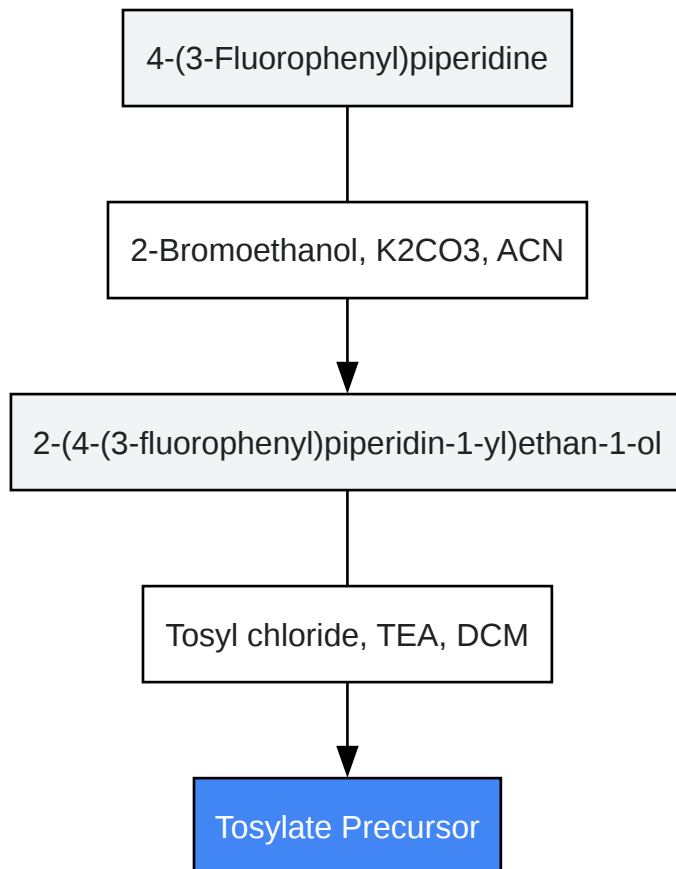 4-(3-Fluorophenyl)piperidine
2-Bromoethanol, K2CO3, ACN
2-(4-(3-fluorophenyl)piperidin-1-yl)ethan-1-ol
Tosyl chloride, TEA, DCM
Tosylate Precursor